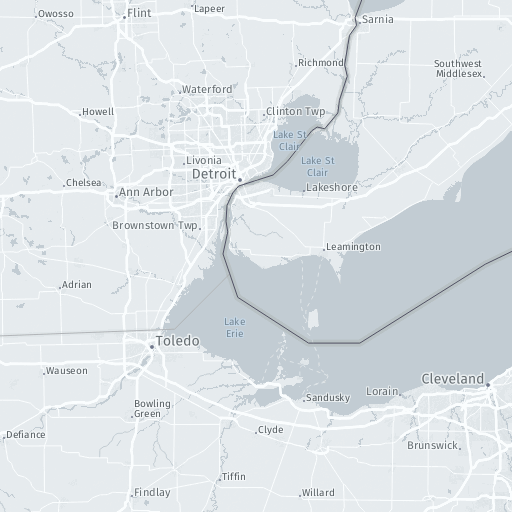 Owosso
Flint
Lapeer
Sarnia
Richmond
Southwest
Middlesex
Waterford
Howell
Clinton Twp
Lake St
Clair
Livonia
Lake St
Clair
Detroit
Chelsea
Ann Arbor
Lakeshore
Brownstown Twp
Leamington
Adrian
Lake
Erie
Toledo
Wauseon
Cleveland
Sandusky
Lorain
Bowling
Green
Defiance
Clyde
Brunswick
Tiffin
Findlay
Willard